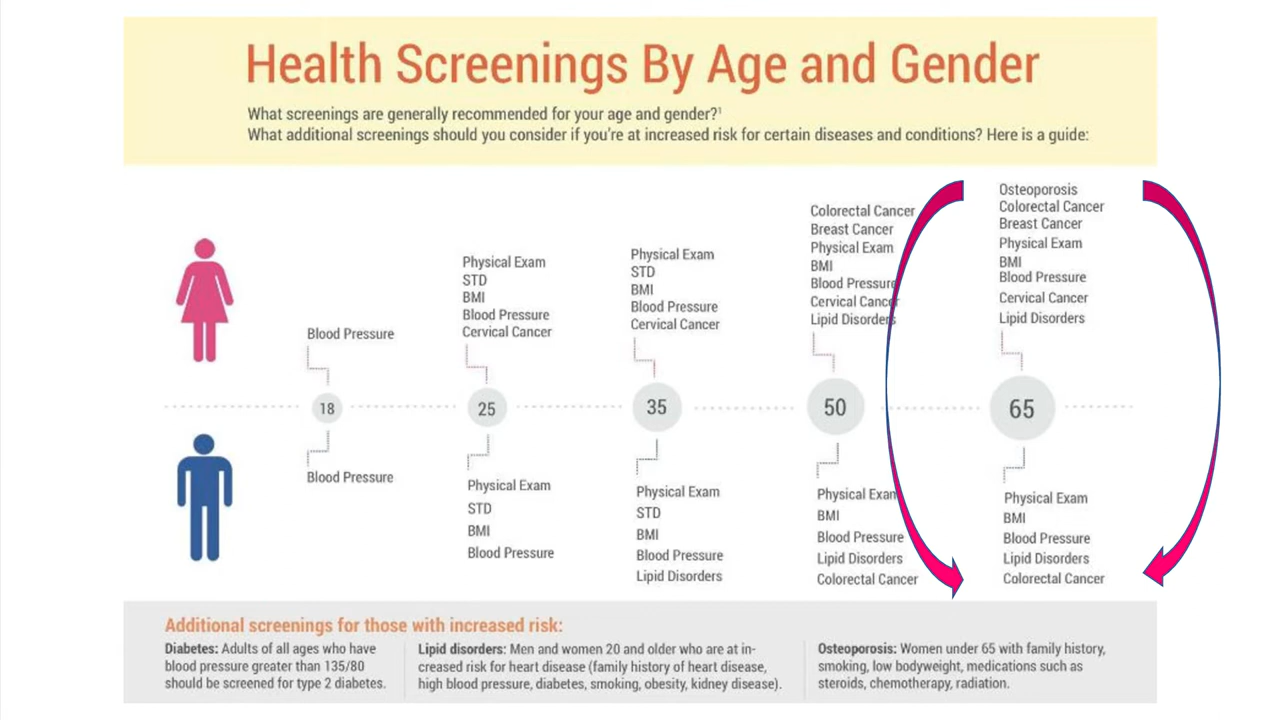 Health Screenings By Age and Gender
What screenings are generally recommended for your age and gender?¹
What additional screenings should you consider if you're at increased risk for certain diseases and conditions? Here is a guide:
Blood Pressure
Physical Exam
STD
BMI
Blood Pressure
Cervical Cancer
Physical Exam
STD
BMI
Blood Pressure
Cervical Cancer
Colorectal Cancer
Breast Cancer
Physical Exam
BMI
Blood Pressure
Cervical Cancer
Lipid Disorders
Osteoporosis
Colorectal Cancer
Breast Cancer
Physical Exam
BMI
Blood Pressure
Cervical Cancer
Lipid Disorders
18
25
35
50
65
Blood Pressure
Physical Exam
STD
BMI
Blood Pressure
Physical Exam
STD
BMI
Blood Pressure
Lipid Disorders
Physical Exam
BMI
Blood Pressure
Lipid Disorders
Colorectal Cancer
Physical Exam
BMI
Blood Pressure
Lipid Disorders
Colorectal Cancer
Additional screenings for those with increased risk:
Diabetes: Adults of all ages who have
blood pressure greater than 135/80
should be screened for type 2 diabetes.
Lipid disorders: Men and women 20 and older who are at in-
creased risk for heart disease (family history of heart disease,
high blood pressure, diabetes, smoking, obesity, kidney disease).
Osteoporosis: Women under 65 with family history,
smoking, low bodyweight, medications such as
steroids, chemotherapy, radiation.